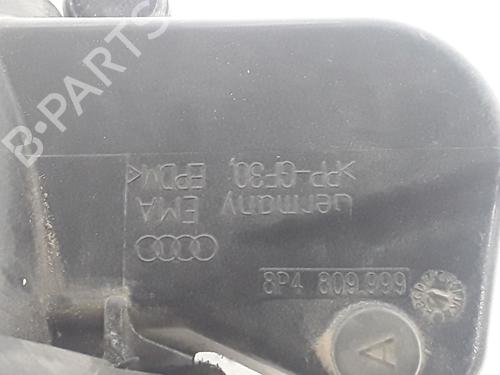 B-PARTS
>PP-GF30, EPDM<
Germany EMA
8P4 809 999
A